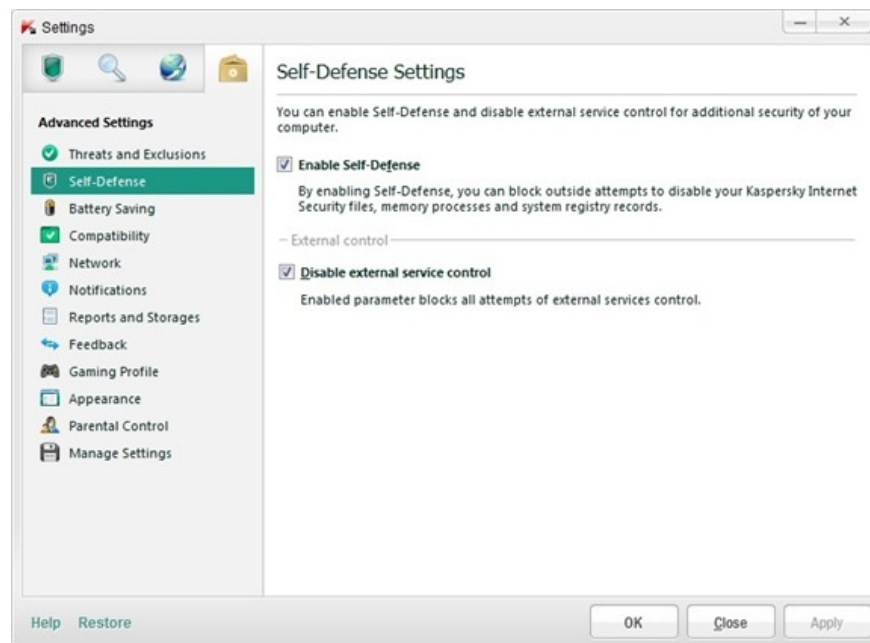 Settings
Self-Defense Settings
You can enable Self-Defense and disable external service control for additional security of your
computer.
Enable Self-Defense
By enabling Self-Defense, you can block outside attempts to disable your Kaspersky Internet
Security files, memory processes and system registry records.
External control
Disable external service control
Enabled parameter blocks all attempts of external services control.
Advanced Settings
Threats and Exclusions
Self-Defense
Battery Saving
Compatibility
Network
Notifications
Reports and Storages
Feedback
Gaming Profile
Appearance
Parental Control
Manage Settings
Help Restore
OK Close Apply